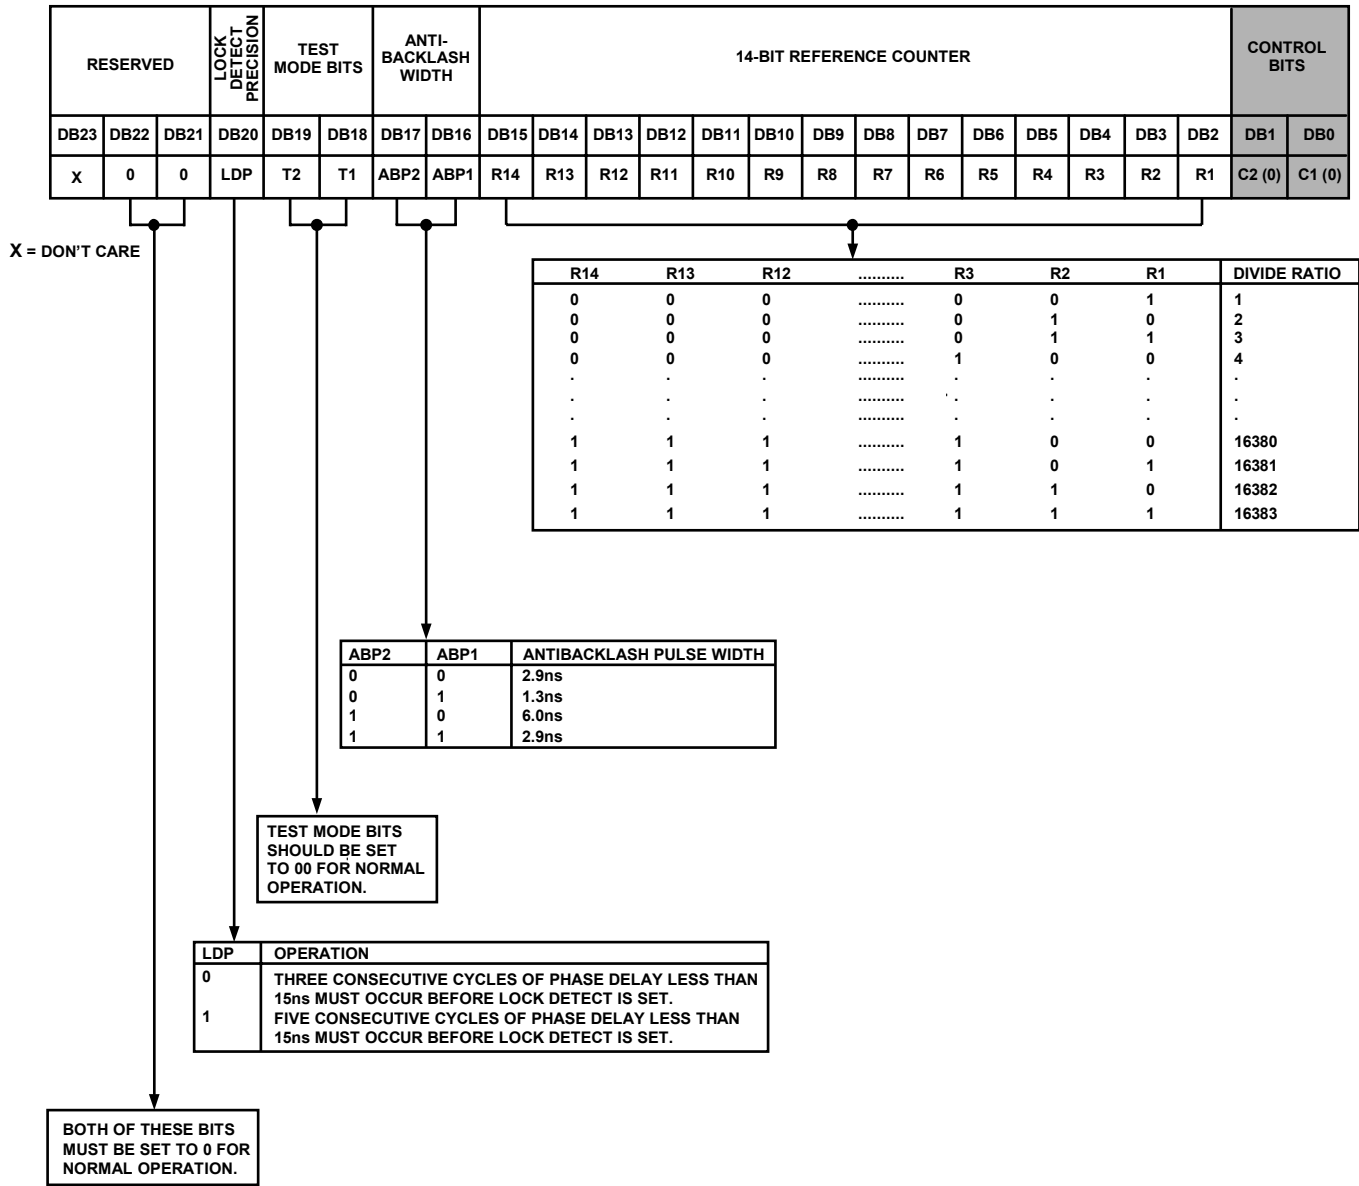 RESERVED
LOCK DETECT PRECISION
TEST MODE BITS
ANTI-BACKLASH WIDTH
14-BIT REFERENCE COUNTER
CONTROL BITS
DB23 DB22 DB21 DB20 DB19 DB18 DB17 DB16 DB15 DB14 DB13 DB12 DB11 DB10 DB9 DB8 DB7 DB6 DB5 DB4 DB3 DB2 DB1 DB0
X 0 0 LDP T2 T1 ABP2 ABP1 R14 R13 R12 R11 R10 R9 R8 R7 R6 R5 R4 R3 R2 R1 C2 (0) C1 (0)
X = DON'T CARE
R14 R13 R12 .......... R3 R2 R1 DIVIDE RATIO
0 0 0 .......... 0 0 1 1
0 0 0 .......... 0 1 0 2
0 0 0 .......... 0 1 1 3
0 0 0 .......... 1 0 0 4
. . . .......... . . . .
. . . .......... . . . .
. . . .......... . . . .
1 1 1 .......... 1 0 0 16380
1 1 1 .......... 1 0 1 16381
1 1 1 .......... 1 1 0 16382
1 1 1 .......... 1 1 1 16383
ABP2 ABP1 ANTIBACKLASH PULSE WIDTH
0 0 2.9ns
0 1 1.3ns
1 0 6.0ns
1 1 2.9ns
TEST MODE BITS
SHOULD BE SET
TO 00 FOR NORMAL
OPERATION.
LDP OPERATION
0 THREE CONSECUTIVE CYCLES OF PHASE DELAY LESS THAN
15ns MUST OCCUR BEFORE LOCK DETECT IS SET.
1 FIVE CONSECUTIVE CYCLES OF PHASE DELAY LESS THAN
15ns MUST OCCUR BEFORE LOCK DETECT IS SET.
BOTH OF THESE BITS
MUST BE SET TO 0 FOR
NORMAL OPERATION.